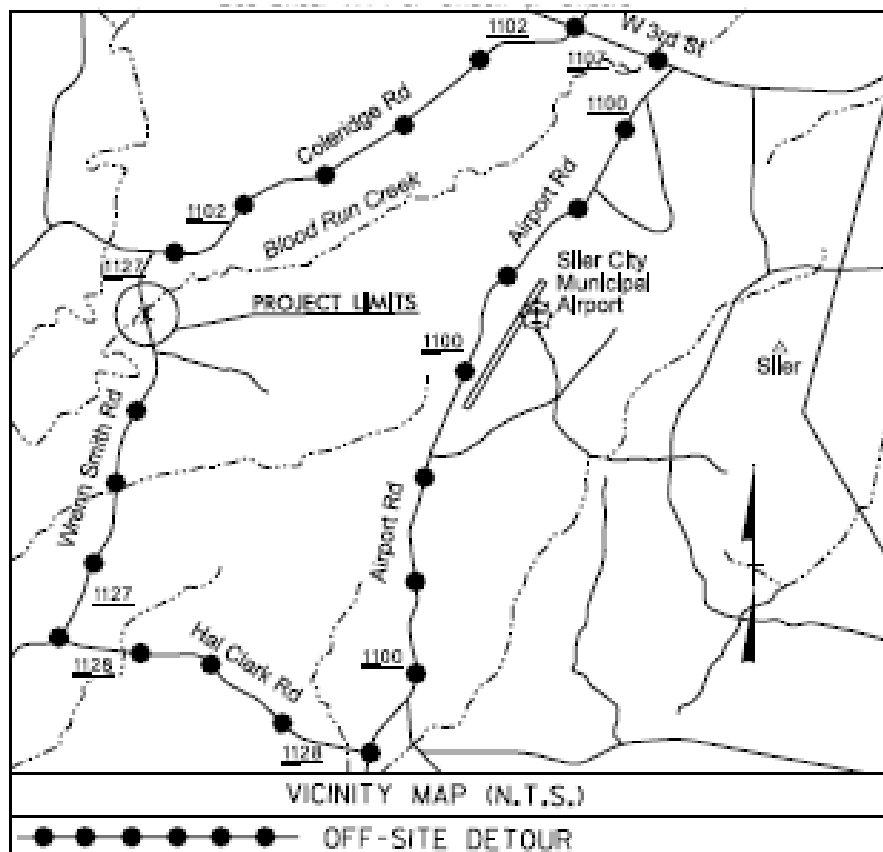 1102
W 3rd St
1107
1100
Coleridge Rd
Airport Rd
1102
Blood Run Creek
1127
Siler City
Municipal
Airport
PROJECT LIMITS
1100
Siler
Wrenn Smith Rd
Airport Rd
1127
Hal Clark Rd
1128
1100
1128
VICINITY MAP (N.T.S.)
OFF-SITE DETOUR